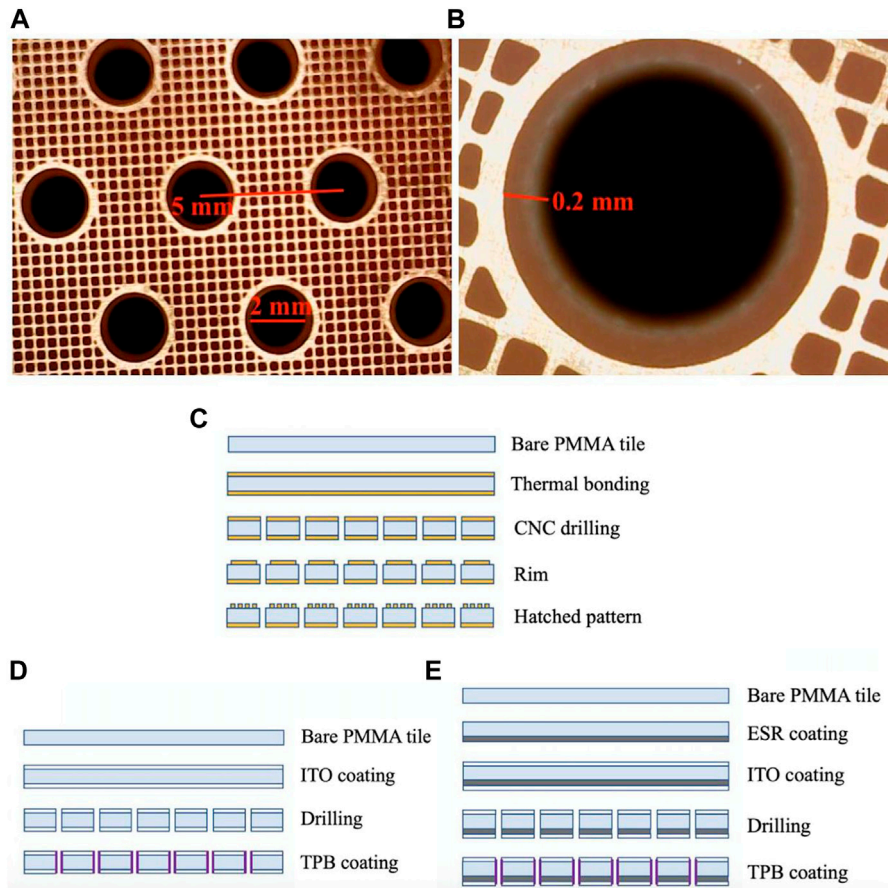 A
B
5 mm
2 mm
0.2 mm
C
Bare PMMA tile
Thermal bonding
CNC drilling
Rim
Hatched pattern
D
Bare PMMA tile
ITO coating
Drilling
TPB coating
E
Bare PMMA tile
ESR coating
ITO coating
Drilling
TPB coating